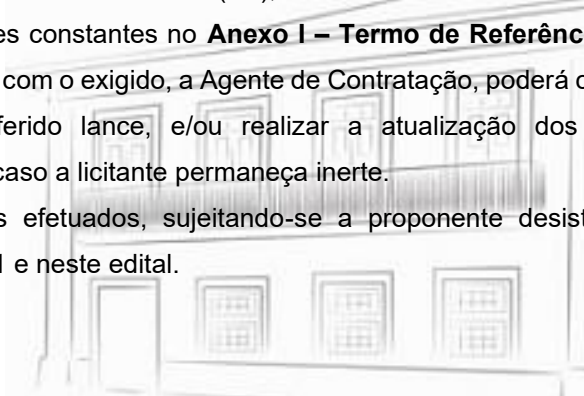 es constantes no Anexo I – Termo de Referênc
com o exigido, a Agente de Contratação, poderá
ferido lance, e/ou realizar a atualização dos
caso a licitante permaneça inerte.
s efetuados, sujeitando-se a proponente desist
e neste edital.